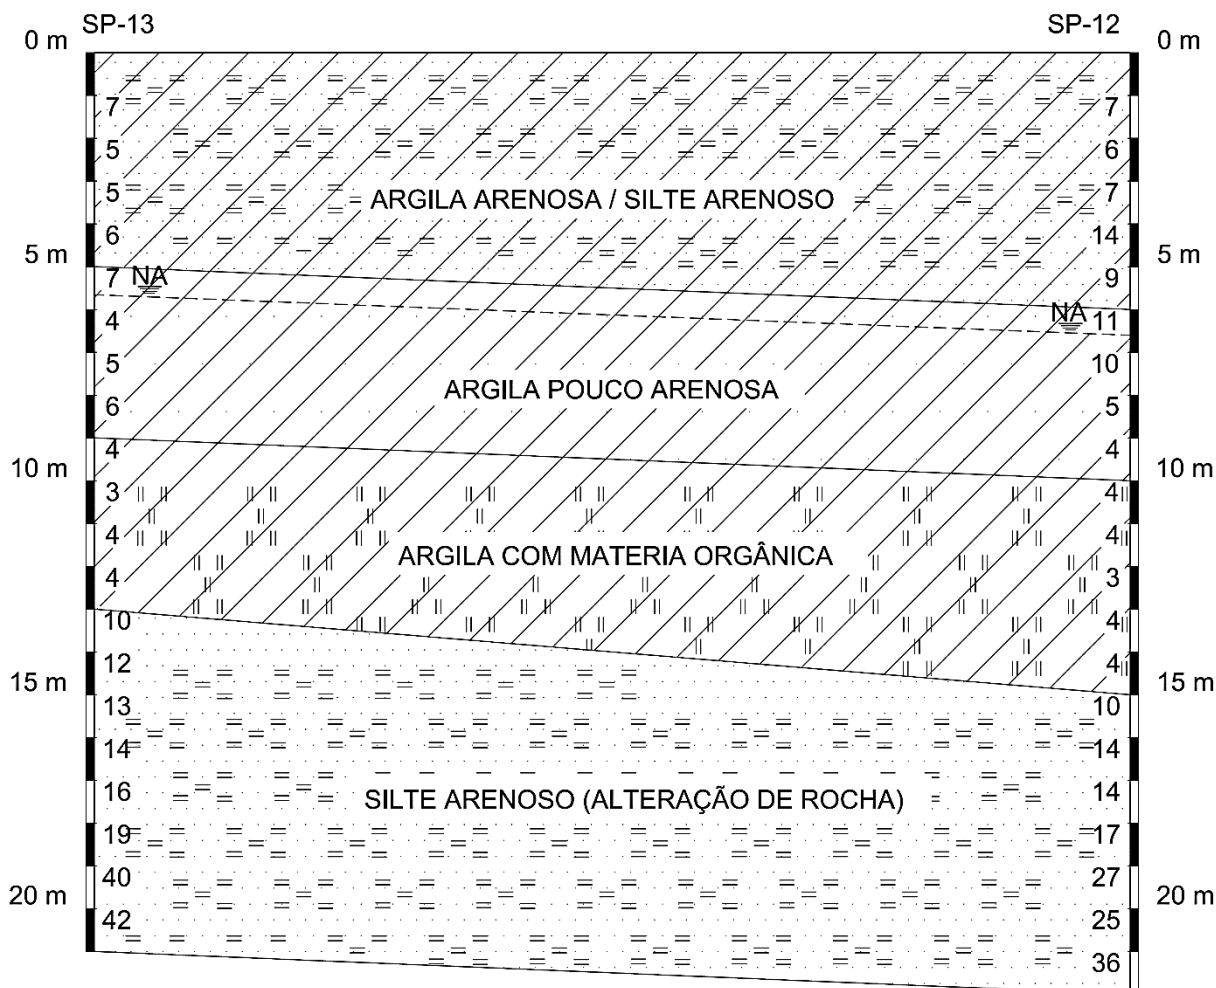 SP-13 SP-12
0 m 0 m
7 7
5 6
5 7
ARGILA ARENOSA / SILTE ARENOSO
6 14
5 m 5 m
7 NA 9
4 NA 11
5 10
ARGILA POUCO ARENOSA
6 5
4 4
10 m 10 m
3 4
4 4
ARGILA COM MATERIA ORGÂNICA
4 3
10 4
12 4
15 m 15 m
13 10
14 14
16 14
SILTE ARENOSO (ALTERAÇÃO DE ROCHA)
19 17
40 27
20 m 20 m
42 25
36